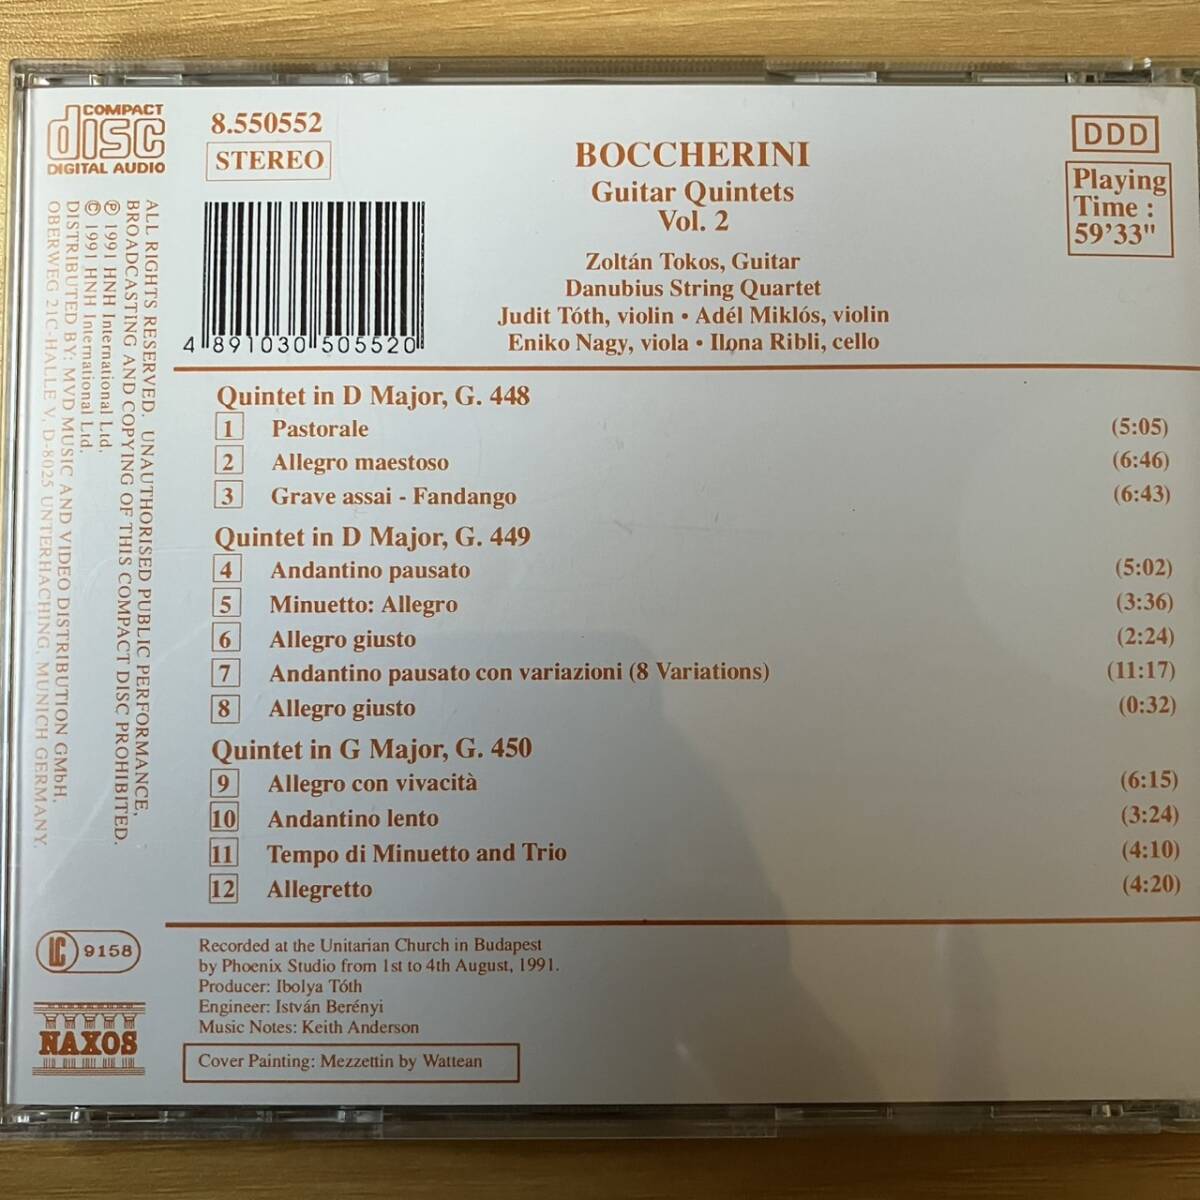 COMPACT
disc
DIGITAL AUDIO
8.550552
STEREO
4 891030 505520
BOCCHERINI
Guitar Quintets
Vol. 2
Zoltán Tokos, Guitar
Danubius String Quartet
Judit Tóth, violin • Adél Miklós, violin
Eniko Nagy, viola • Ilona Ribli, cello
DDD
Playing
Time :
59'33"
Quintet in D Major, G. 448
1 Pastorale (5:05)
2 Allegro maestoso (6:46)
3 Grave assai - Fandango (6:43)
Quintet in D Major, G. 449
4 Andantino pausato (5:02)
5 Minuetto: Allegro (3:36)
6 Allegro giusto (2:24)
7 Andantino pausato con variazioni (8 Variations) (11:17)
8 Allegro giusto (0:32)
Quintet in G Major, G. 450
9 Allegro con vivacità (6:15)
10 Andantino lento (3:24)
11 Tempo di Minuetto and Trio (4:10)
12 Allegretto (4:20)
Recorded at the Unitarian Church in Budapest
by Phoenix Studio from 1st to 4th August, 1991.
Producer: Ibolya Tóth
Engineer: István Berényi
Music Notes: Keith Anderson
Cover Painting: Mezzettin by Wattean
ALL RIGHTS RESERVED. UNAUTHORISED PUBLIC PERFORMANCE,
BROADCASTING AND COPYING OF THIS COMPACT DISC PROHIBITED.
℗ 1991 HNH International Ltd.
© 1991 HNH International Ltd.
DISTRIBUTED BY: MVD MUSIC AND VIDEO DISTRIBUTION GMbH,
OBERWEG 21C-HALLE V, D-8025 UNTERHACHING, MUNICH GERMANY.
LC 9158
NAXOS